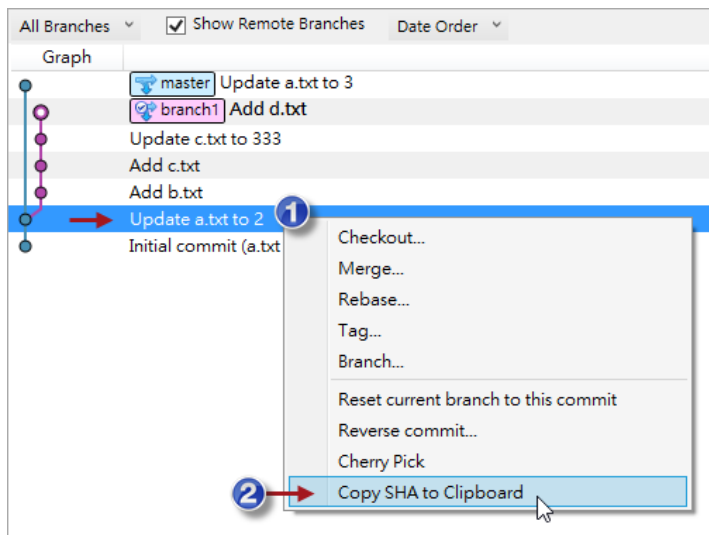 All Branches Show Remote Branches Date Order
Graph
master Update a.txt to 3
branch1 Add d.txt
Update c.txt to 333
Add c.txt
Add b.txt
Update a.txt to 2 1
Initial commit (a.txt
Checkout...
Merge...
Rebase...
Tag...
Branch...
Reset current branch to this commit
Reverse commit...
Cherry Pick
2 Copy SHA to Clipboard